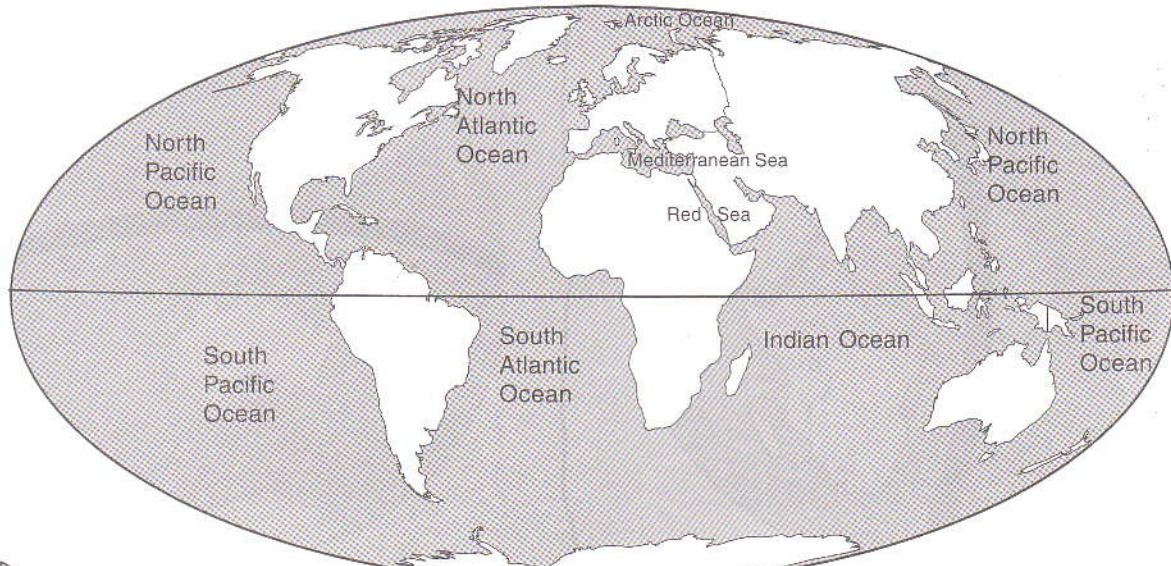 Arctic Ocean
North
Atlantic
Ocean
North
Pacific
Ocean
North
Pacific
Ocean
Mediterranean Sea
Red Sea
South
Pacific
Ocean
South
Atlantic
Ocean
Indian Ocean
South
Pacific
Ocean